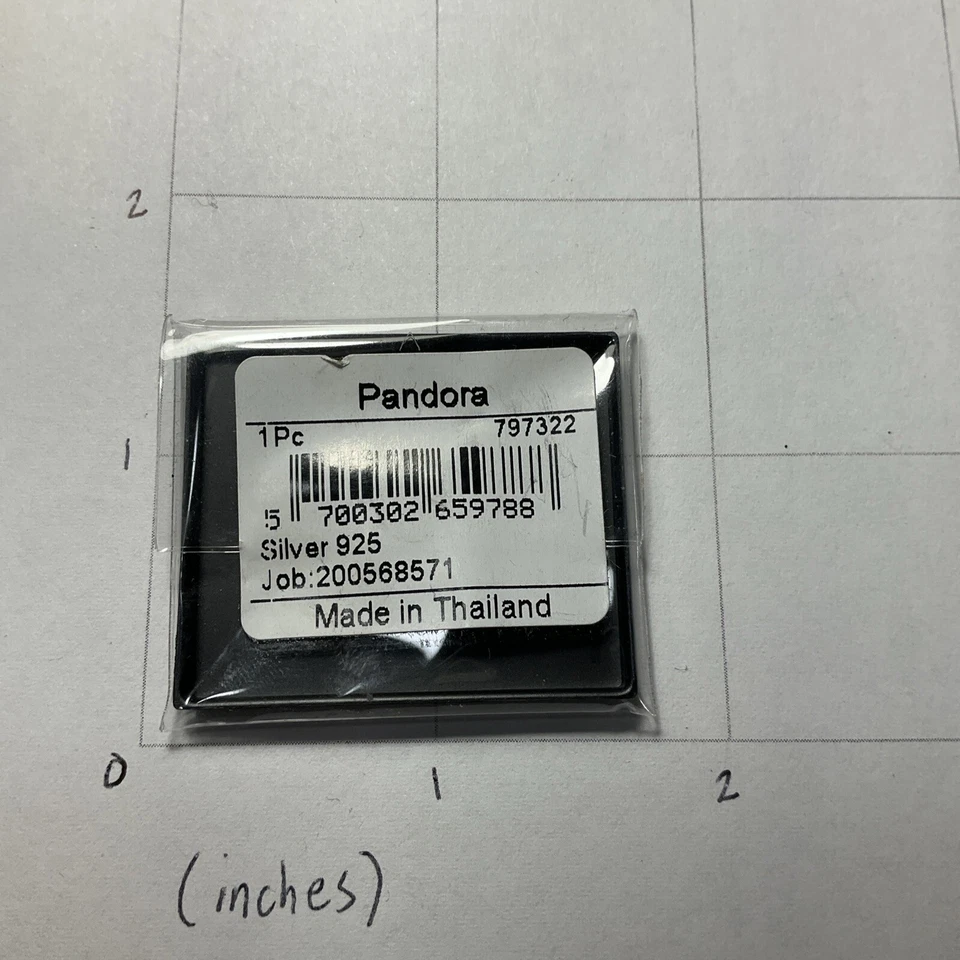 2
Pandora
1Pc 797322
1
5 700302 659788
Silver 925
Job:200568571
Made in Thailand
0 1 2
(inches)